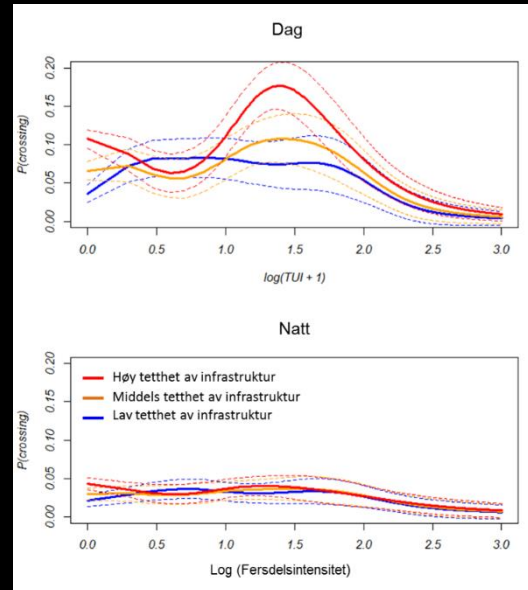 Dag
P(crossing)
0.20
0.15
0.10
0.05
0.00
0.0 0.5 1.0 1.5 2.0 2.5 3.0
log(TUI + 1)
Natt
P(crossing)
0.20
0.15
0.10
0.05
0.00
Høy tetthet av infrastruktur
Middels tetthet av infrastruktur
Lav tetthet av infrastruktur
0.0 0.5 1.0 1.5 2.0 2.5 3.0
Log (Fersdelsintensitet)